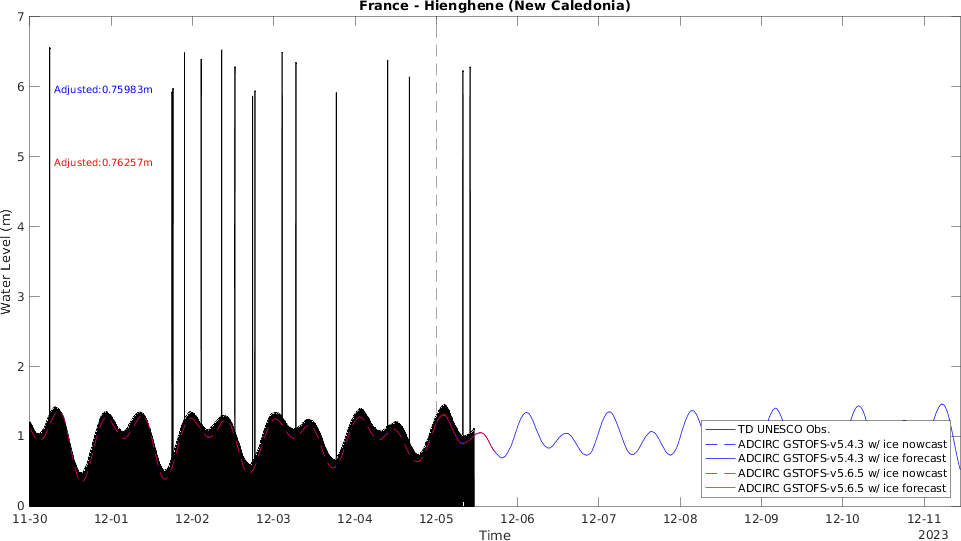 France - Hienghene (New Caledonia)
7
6
5
4
3
2
1
0
Water Level (m)
Adjusted:0.75983m
Adjusted:0.76257m
TD UNESCO Obs.
ADCIRC GSTOFS-v5.4.3 w/ ice nowcast
ADCIRC GSTOFS-v5.4.3 w/ ice forecast
ADCIRC GSTOFS-v5.6.5 w/ ice nowcast
ADCIRC GSTOFS-v5.6.5 w/ ice forecast
11-30 12-01 12-02 12-03 12-04 12-05 12-06 12-07 12-08 12-09 12-10 12-11
2023
Time